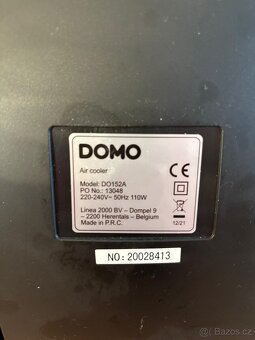 DOMO
Air cooler
Model: DO152A
PO No.: 13048
220-240V~ 50Hz 110W
Linea 2000 BV – Dompel 9
– 2200 Herentals – Belgium
Made in P.R.C.
CE
12/21
NO: 20028413
© Bazos.cz